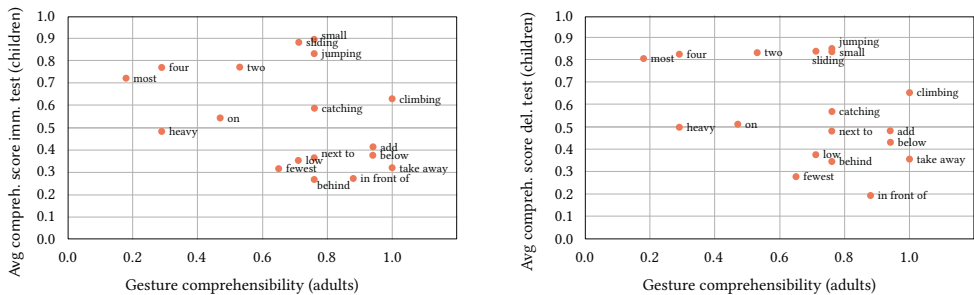 Avg compreh. score imm. test (children)
1.0
0.9
0.8
0.7
0.6
0.5
0.4
0.3
0.2
0.1
0.0
small
sliding
jumping
four
two
most
climbing
catching
on
heavy
add
next to
below
low
fewest
take away
behind
in front of
0.0
0.2
0.4
0.6
0.8
1.0
Gesture comprehensibility (adults)
Avg compreh. score del. test (children)
1.0
0.9
0.8
0.7
0.6
0.5
0.4
0.3
0.2
0.1
0.0
jumping
small
four
two
most
sliding
climbing
catching
on
heavy
next to
add
below
low
behind
take away
fewest
in front of
0.0
0.2
0.4
0.6
0.8
1.0
Gesture comprehensibility (adults)